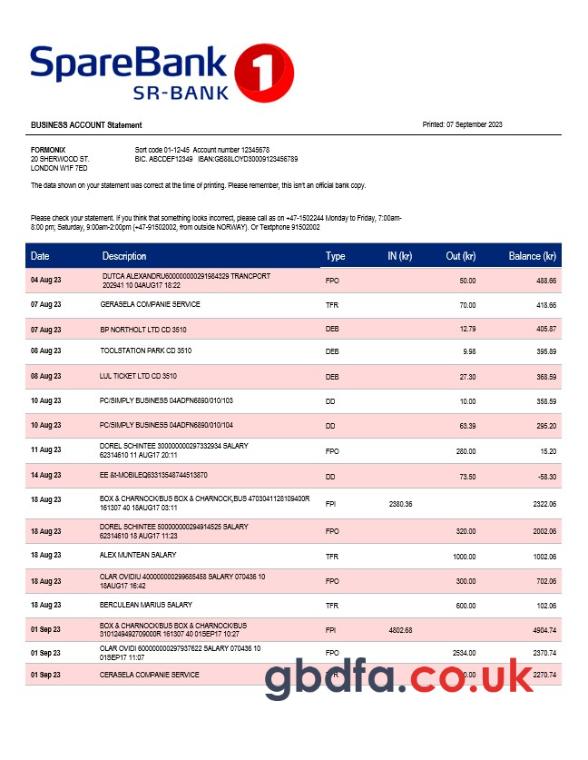 SpareBank 1
SR-BANK
BUSINESS ACCOUNT Statement Printed: 07 September 2023
FORMONIX Sort code 01-12-45 Account number 12345678
20 SHERWOOD ST. BIC. ABCDEF12349 IBAN:GB88LOYD30009123456789
LONDON W1F 7ED
The data shown on your statement was correct at the time of printing. Please remember, this isn't an official bank copy.
Please check your statement. If you think that something looks incorrect, please call as on +47-1502244 Monday to Friday, 7:00am-
8:00 pm; Saturday, 9:00am-2:00pm (+47-91502002, from outside NORWAY). Or Textphone 91502002
Date Description Type IN (kr) Out (kr) Balance (kr)
04 Aug 23 DUTCA ALEXANDRU600000000291984329 TRANCPORT FPO 50.00 488.66
202941 10 04AUG17 18:22
07 Aug 23 GERASELA COMPANIE SERVICE TFR 70.00 418.66
07 Aug 23 BP NORTHOLT LTD CD 3510 DEB 12.79 405.87
08 Aug 23 TOOLSTATION PARK CD 3510 DEB 9.98 395.89
08 Aug 23 LUL TICKET LTD CD 3510 DEB 27.30 368.59
10 Aug 23 PC/SIMPLY BUSINESS 04ADFN6890/010/103 DD 10.00 358.59
10 Aug 23 PC/SIMPLY BUSINESS 04ADFN6890/010/104 DD 63.39 295.20
11 Aug 23 DOREL SCHINTEE 300000000297332934 SALARY FPO 280.00 15.20
62314610 11 AUG17 20:11
14 Aug 23 EE &t-MOBILEQ63313548744513870 DD 73.50 -58.30
18 Aug 23 BOX & CHARNOCK/BUS BOX & CHARNOCK,BUS 4703041128109400R FPI 2380.36 2322.06
161307 40 18AUG17 03:11
18 Aug 23 DOREL SCHINTEE 500000000294914525 SALARY FPO 320.00 2002.06
62314610 18 AUG17 11:23
18 Aug 23 ALEX MUNTEAN SALARY TFR 1000.00 1002.06
18 Aug 23 CLAR OVIDIU 400000000299685458 SALARY 070436 10 FPO 300.00 702.06
18AUG17 16:42
18 Aug 23 BERCULEAN MARIUS SALARY TFR 600.00 102.06
01 Sep 23 BOX & CHARNOCK/BUS BOX & CHARNOCK/BUS FPI 4802.68 4904.74
310124949270900​0R 161307 40 01SEP17 10:27
01 Sep 23 CLAR OVIDI 600000000297937622 SALARY 070436 10 FPO 2534.00 2370.74
01SEP17 11:07
01 Sep 23 CERASELA COMPANIE SERVICE 2270.74
gbdfa.co.uk